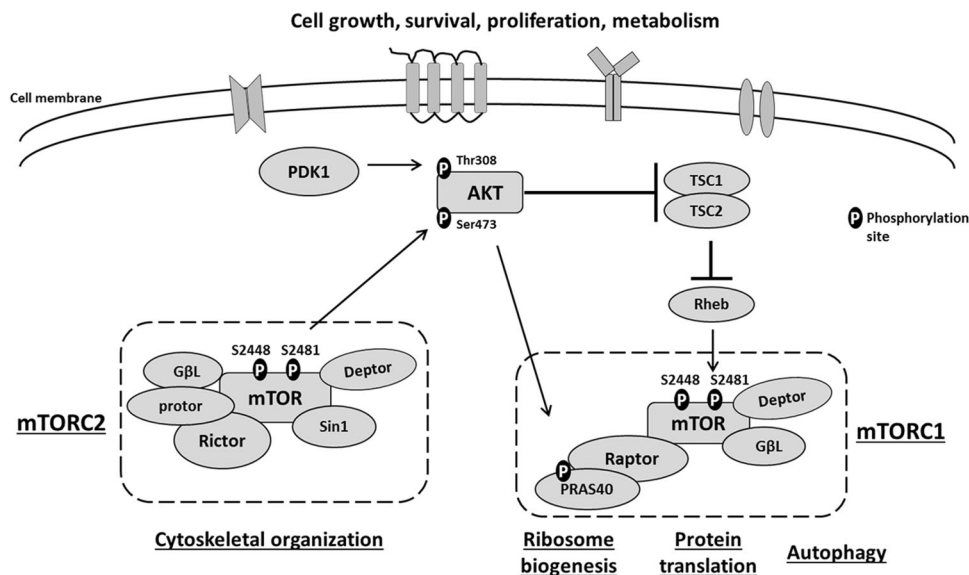 Cell growth, survival, proliferation, metabolism
Cell membrane
PDK1
P Thr308
AKT
P Ser473
TSC1
TSC2
P Phosphorylation
site
Rheb
mTORC2
S2448 S2481
P P
GβL
Deptor
mTOR
protor
Sin1
Rictor
Cytoskeletal organization
mTORC1
S2448 S2481
P P
Deptor
mTOR
GβL
Raptor
P
PRAS40
Ribosome
biogenesis
Protein
translation
Autophagy